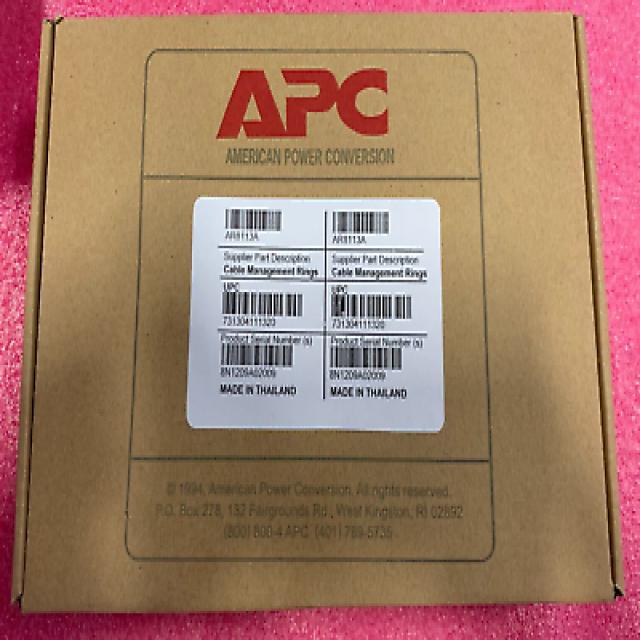 APC
AMERICAN POWER CONVERSION
AR8113A AR8113A
Supplier Part Description Supplier Part Description
Cable Management Rings Cable Management Rings
UPC UPC
731304111320 731304111320
Product Serial Number (s) Product Serial Number (s)
8N1209A02009 8N1209A02009
MADE IN THAILAND MADE IN THAILAND
© 1994, American Power Conversion. All rights reserved.
P.O. Box 278, 132 Fairgrounds Rd., West Kingston, RI 02892
(800) 800-4 APC (401) 789-5735